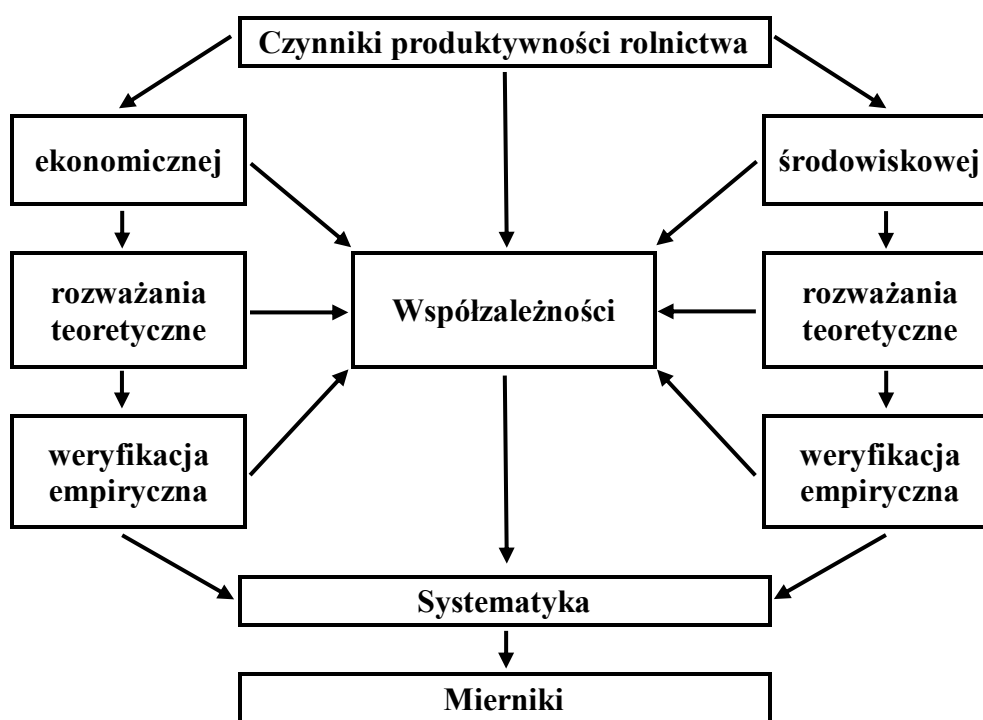 Czynniki produktywności rolnictwa
ekonomicznej
środowiskowej
rozważania
teoretyczne
Współzależności
rozważania
teoretyczne
weryfikacja
empiryczna
weryfikacja
empiryczna
Systematyka
Mierniki